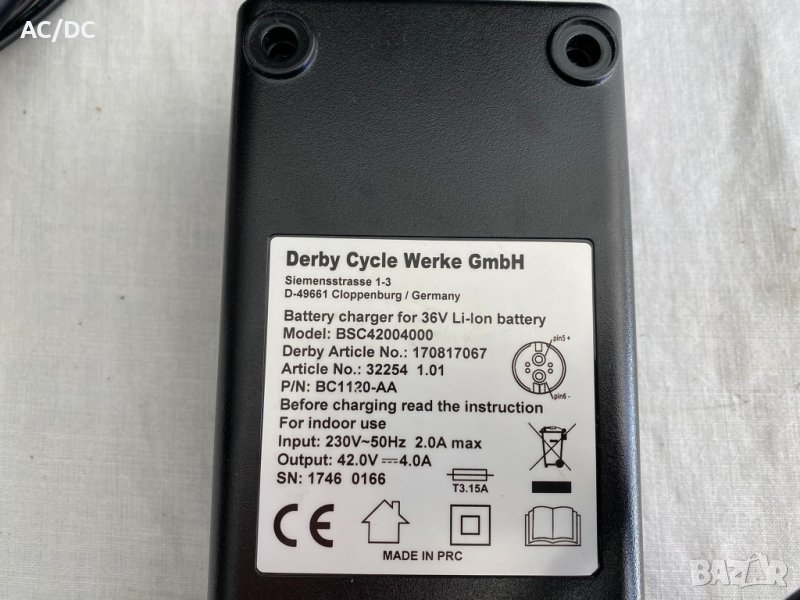 AC/DC
Derby Cycle Werke GmbH
Siemensstrasse 1-3
D-49661 Cloppenburg / Germany
Battery charger for 36V Li-Ion battery
Model: BSC42004000
Derby Article No.: 170817067
Article No.: 32254 1.01
P/N: BC1120-AA
pin5 +
pin6 -
Before charging read the instruction
For indoor use
Input: 230V~50Hz 2.0A max
Output: 42.0V⎓4.0A
SN: 1746 0166
T3.15A
CE
MADE IN PRC
BAZAR